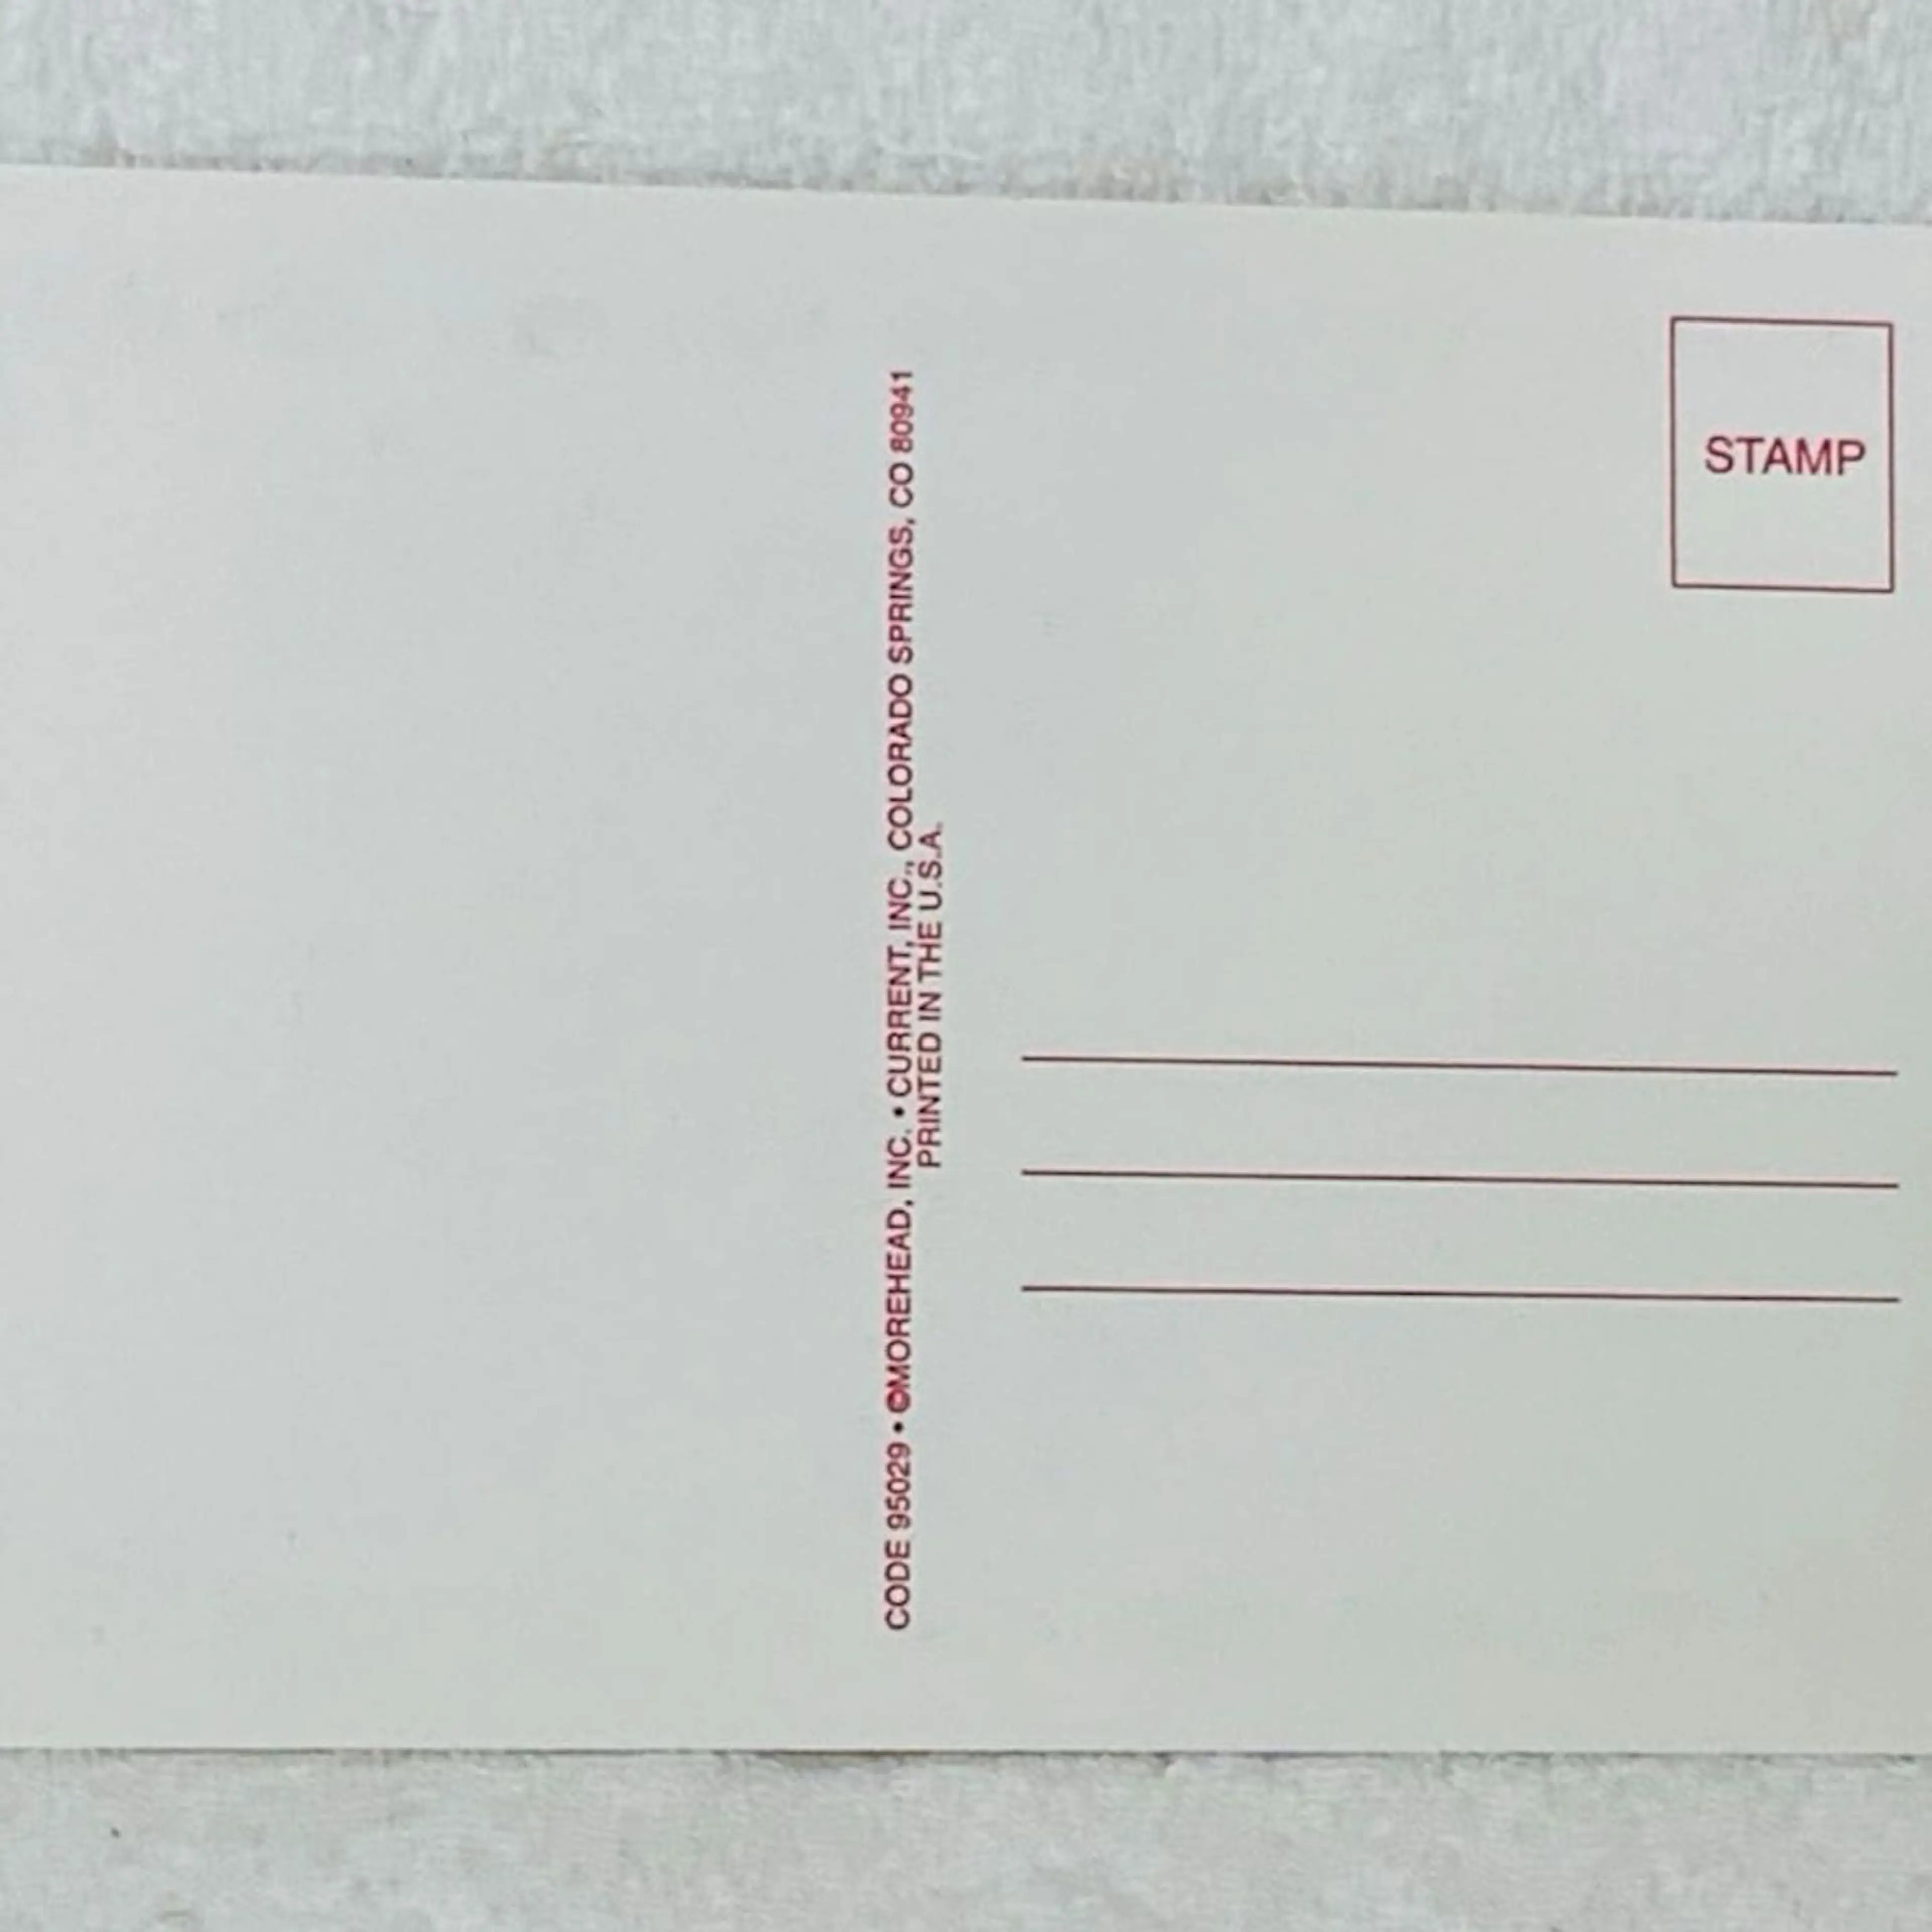 STAMP
CODE 95029 • ©MOREHEAD, INC. • CURRENT, INC., COLORADO SPRINGS, CO 80941
PRINTED IN THE U.S.A.